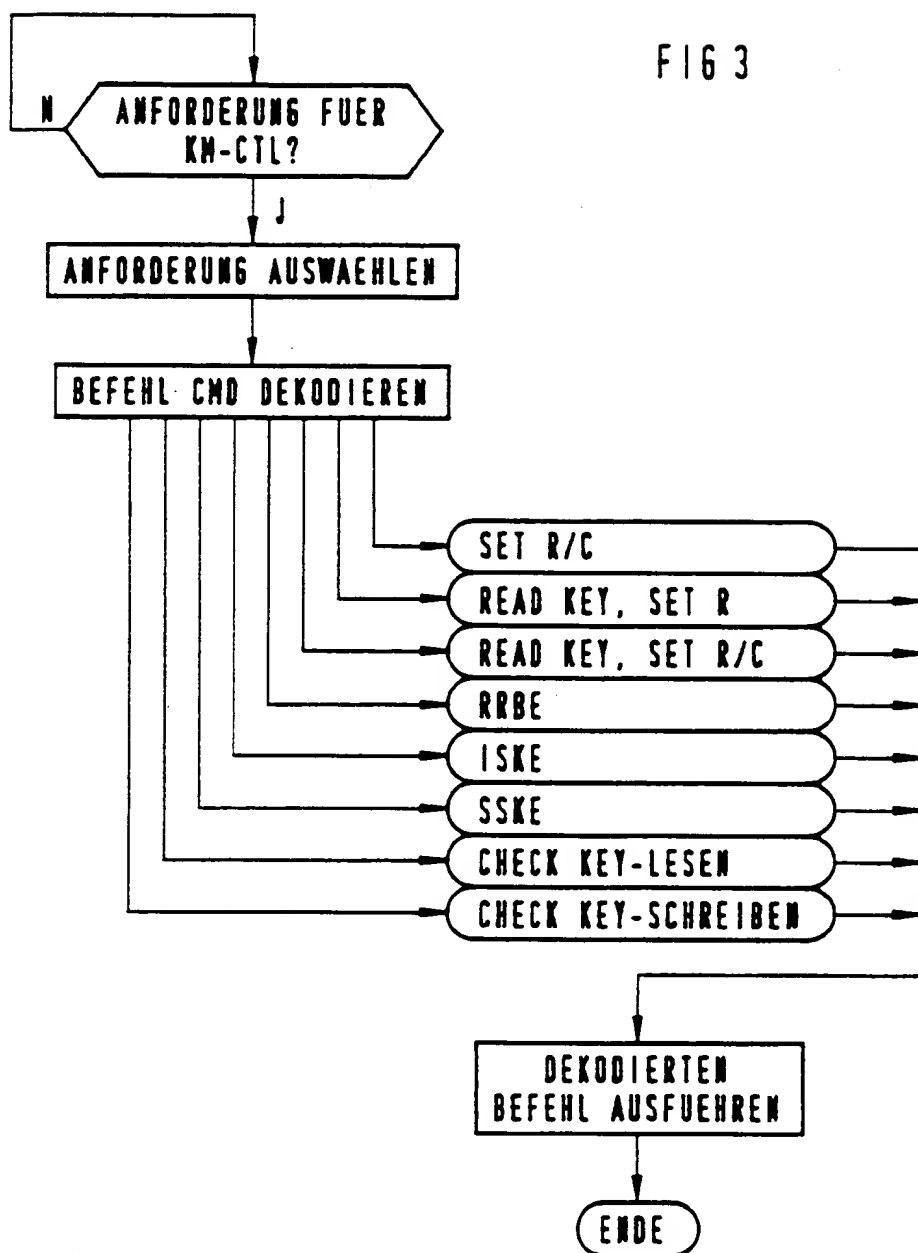 FIG 3
ANFORDERUNG FUER
KM-CTL?
N
J
ANFORDERUNG AUSWAEHLEN
BEFEHL CMD DEKODIEREN
SET R/C
READ KEY, SET R
READ KEY, SET R/C
RRBE
ISKE
SSKE
CHECK KEY-LESEN
CHECK KEY-SCHREIBEN
DEKODIERTEN
BEFEHL AUSFUEHREN
ENDE